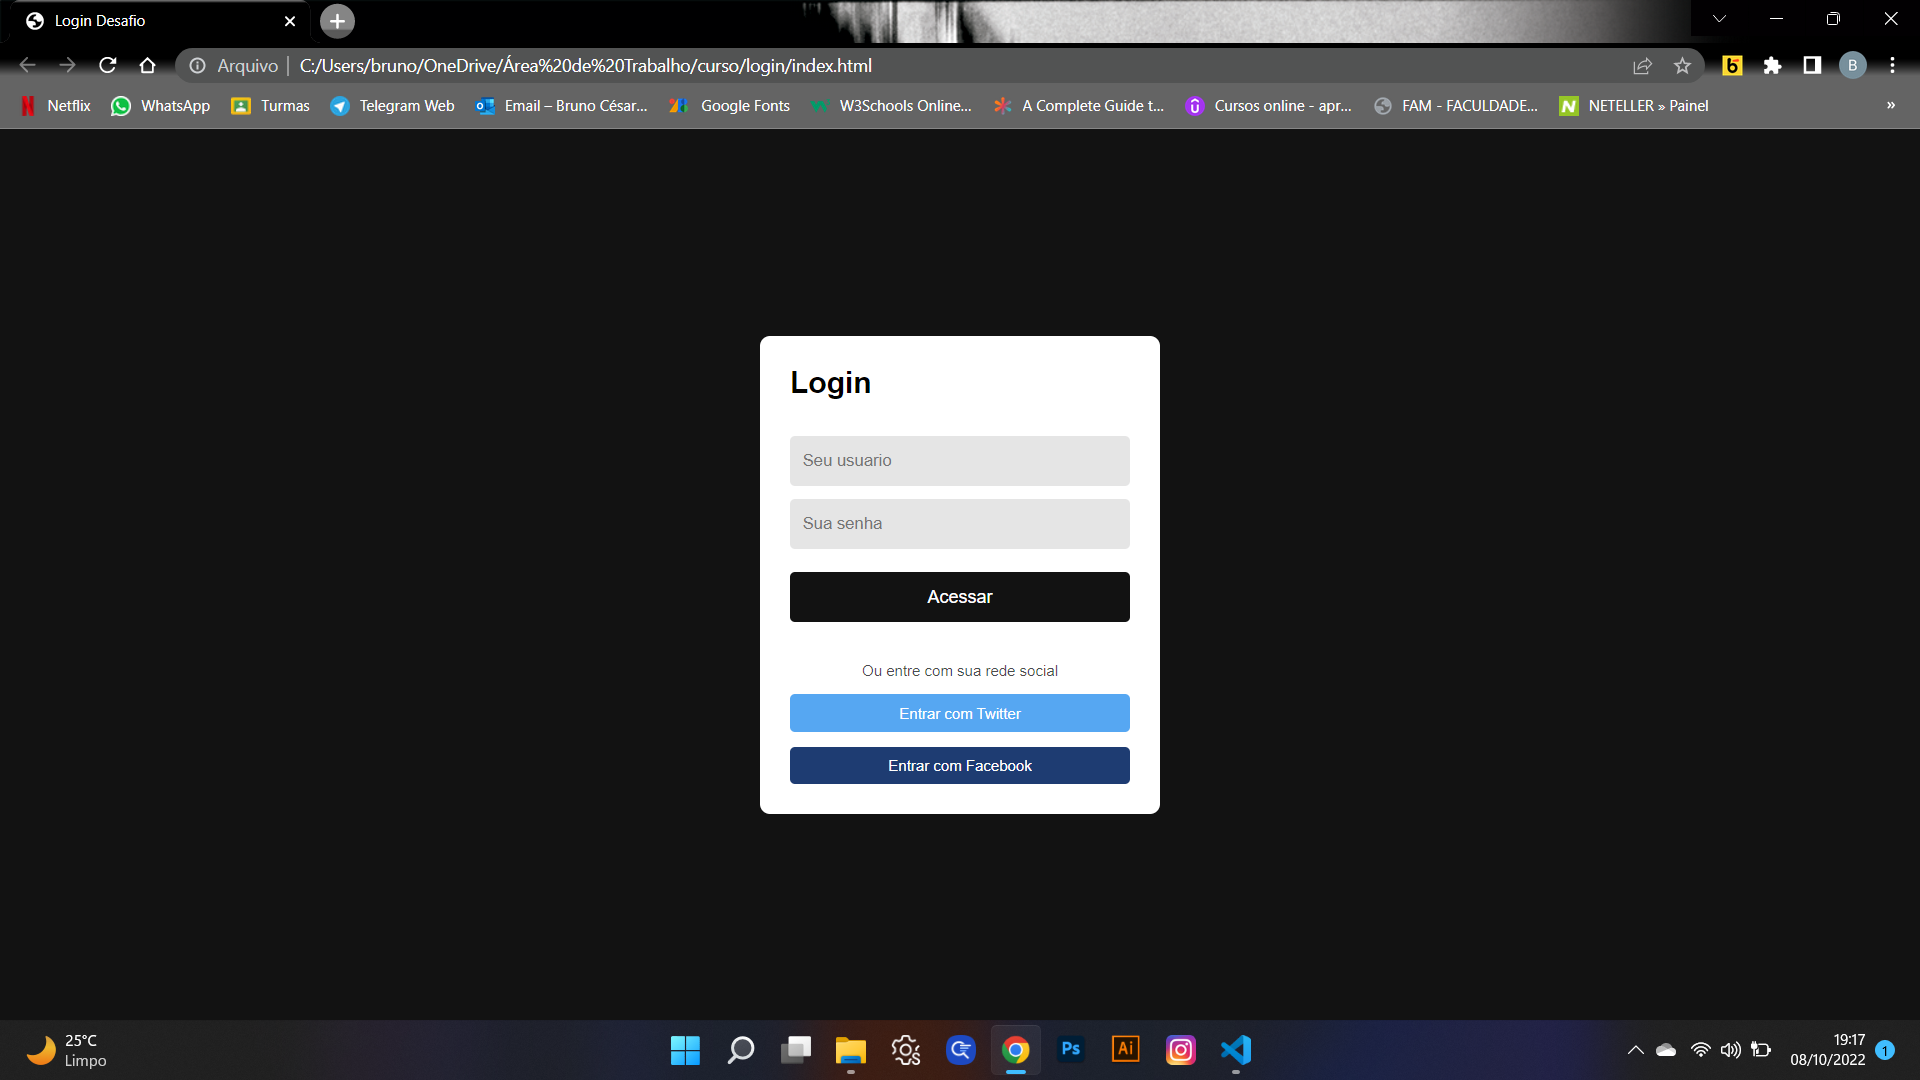 Login Desafio
Arquivo | C:/Users/bruno/OneDrive/Área%20de%20Trabalho/curso/login/index.html
B
Netflix WhatsApp Turmas Telegram Web Email – Bruno César... Google Fonts W3Schools Online... A Complete Guide t... Cursos online - apr... FAM - FACULDADE... NETELLER » Painel »
Login
Seu usuario
Sua senha
Acessar
Ou entre com sua rede social
Entrar com Twitter
Entrar com Facebook
25°C
Limpo
Ps Ai
19:17
08/10/2022
1